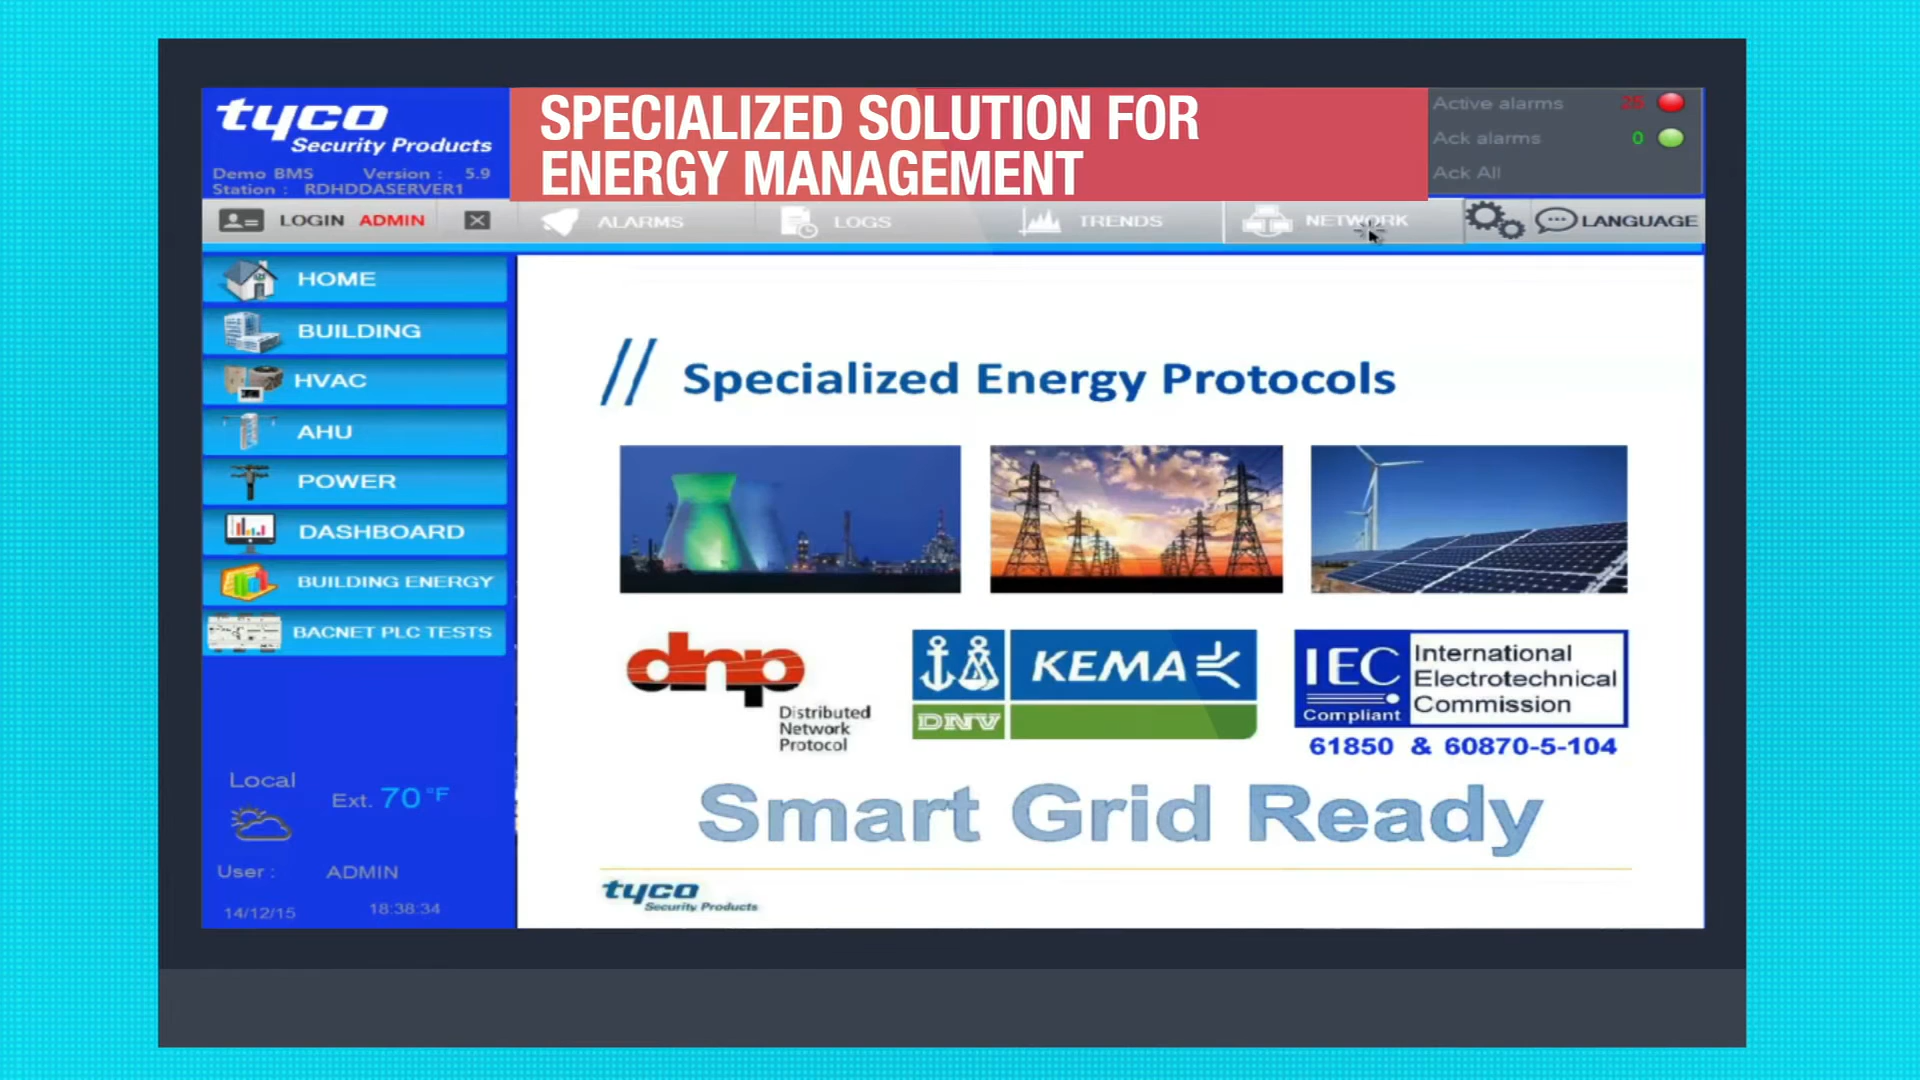 tyco
Security Products
Demo BMS Version : 5.9
Station : RDHDDASERVER1
SPECIALIZED SOLUTION FOR
ENERGY MANAGEMENT
Active alarms 25
Ack alarms 0
Ack All
LOGIN ADMIN
ALARMS
LOGS
TRENDS
NETWORK
LANGUAGE
HOME
BUILDING
HVAC
AHU
POWER
DASHBOARD
BUILDING ENERGY
BACNET PLC TESTS
Local
Ext. 70 °F
User : ADMIN
14/12/15 18:38:34
// Specialized Energy Protocols
dnp
Distributed
Network
Protocol
KEMA
DNV
IEC
Compliant
International
Electrotechnical
Commission
61850 & 60870-5-104
Smart Grid Ready
tyco
Security Products